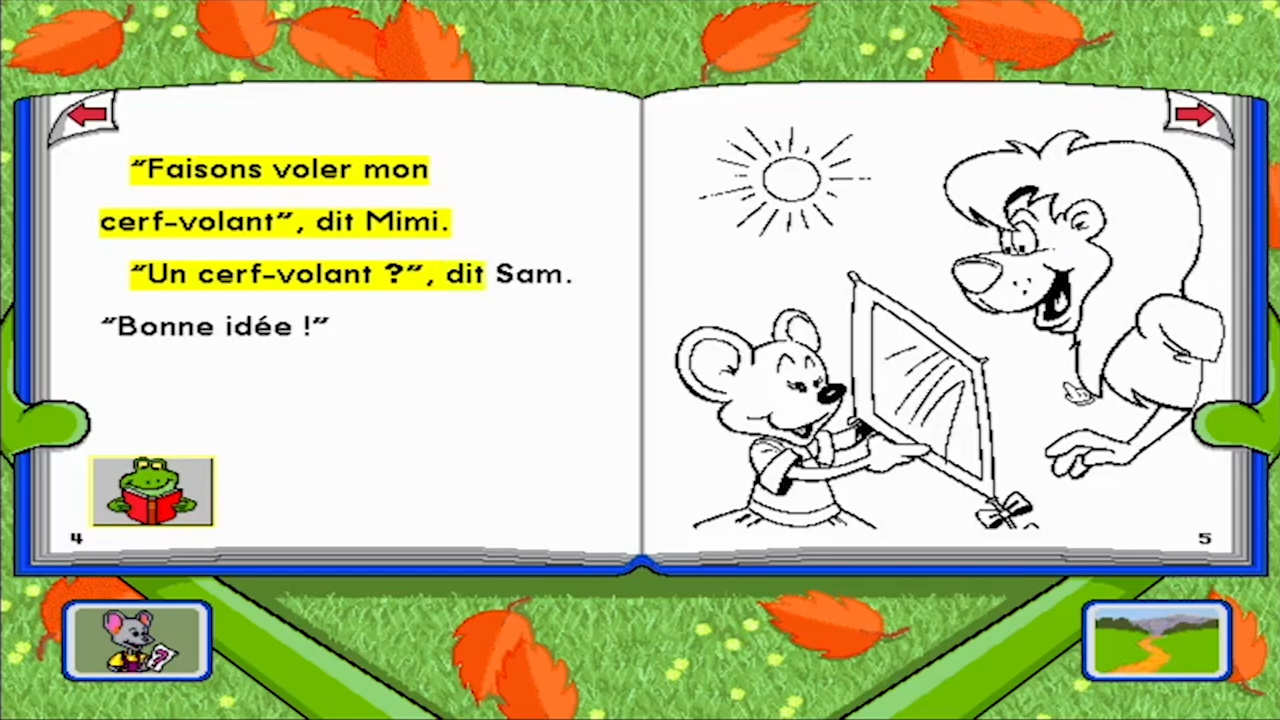 “Faisons voler mon
cerf-volant”, dit Mimi.
“Un cerf-volant ?”, dit Sam.
“Bonne idée !”
4
5